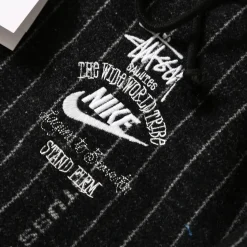 STÜSSY
SALUTES
THE WIDE WORLD TRIBE
NIKE
STAND FIRM